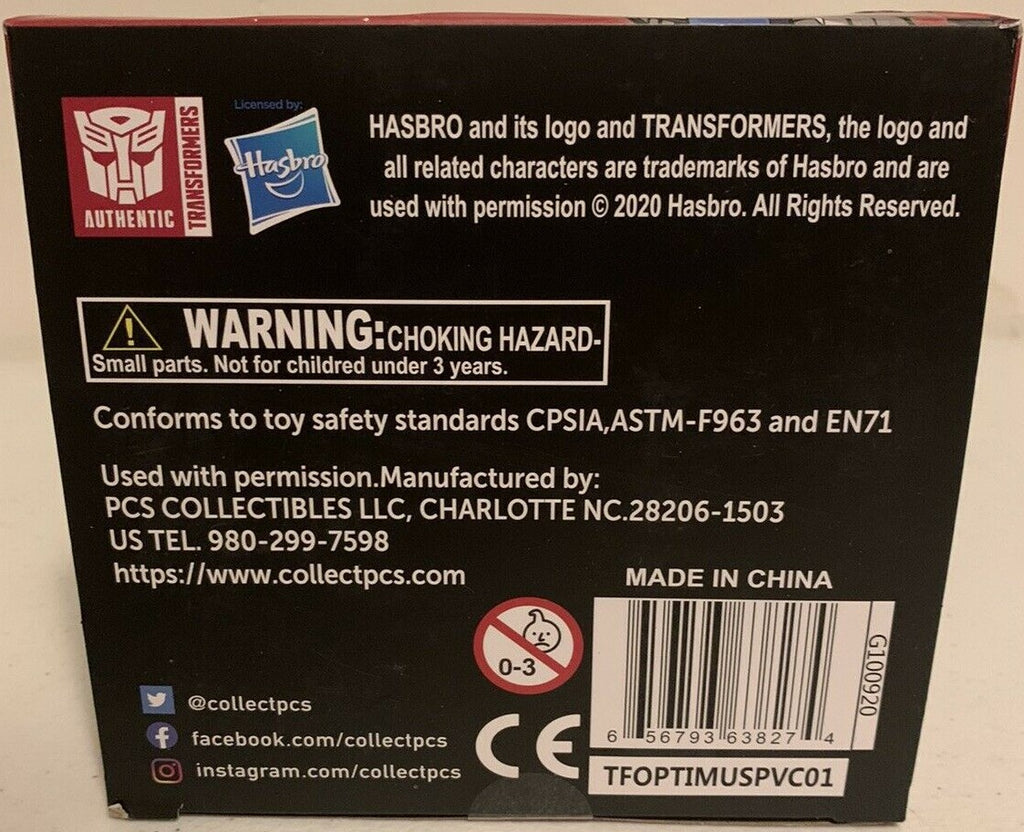 AUTHENTIC
TRANSFORMERS
Licensed by:
Hasbro
HASBRO and its logo and TRANSFORMERS, the logo and
all related characters are trademarks of Hasbro and are
used with permission © 2020 Hasbro. All Rights Reserved.
WARNING: CHOKING HAZARD-
Small parts. Not for childred under 3 years.
Conforms to toy safety standards CPSIA,ASTM-F963 and EN71
Used with permission.Manufactured by:
PCS COLLECTIBLES LLC, CHARLOTTE NC.28206-1503
US TEL. 980-299-7598
https://www.collectpcs.com
MADE IN CHINA
0-3
G100920
@collectpcs
facebook.com/collectpcs
instagram.com/collectpcs
CE
6 56793 63827 4
TFOPTIMUSPVC01